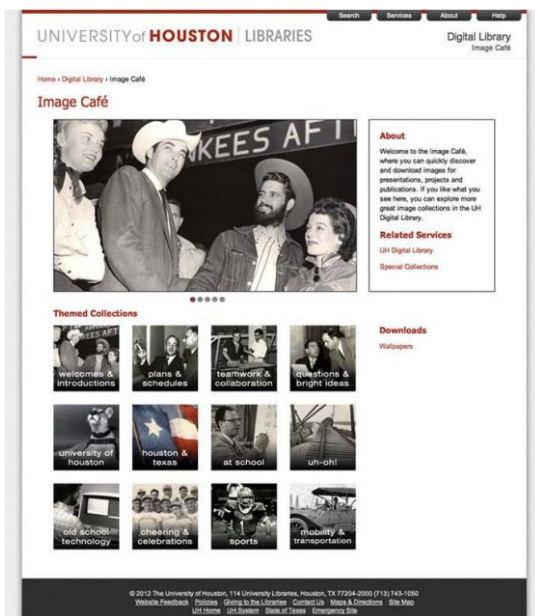 Search Services About Help
UNIVERSITY of HOUSTON LIBRARIES
Digital Library
Image Café
Home › Digital Library › Image Café
Image Café
KEES AFT
About
Welcome to the Image Café,
where you can quickly discover
and download images for
presentations, projects and
publications. If you like what you
see here, you can explore more
great image collections in the UH
Digital Library.
Related Services
UH Digital Library
Special Collections
Themed Collections
Downloads
Wallpapers
welcomes &
introductions
plans &
schedules
teamwork &
collaboration
questions &
bright ideas
university of
houston
houston &
texas
at school
uh-oh!
old school
technology
cheering &
celebrations
sports
mobility &
transportation
© 2012 The University of Houston, 114 University Libraries, Houston, TX 77204-2000 (713) 743-1050
Website Feedback | Policies | Giving to the Libraries | Contact Us | Maps & Directions | Site Map
UH Home | UH System | State of Texas | Emergency Site